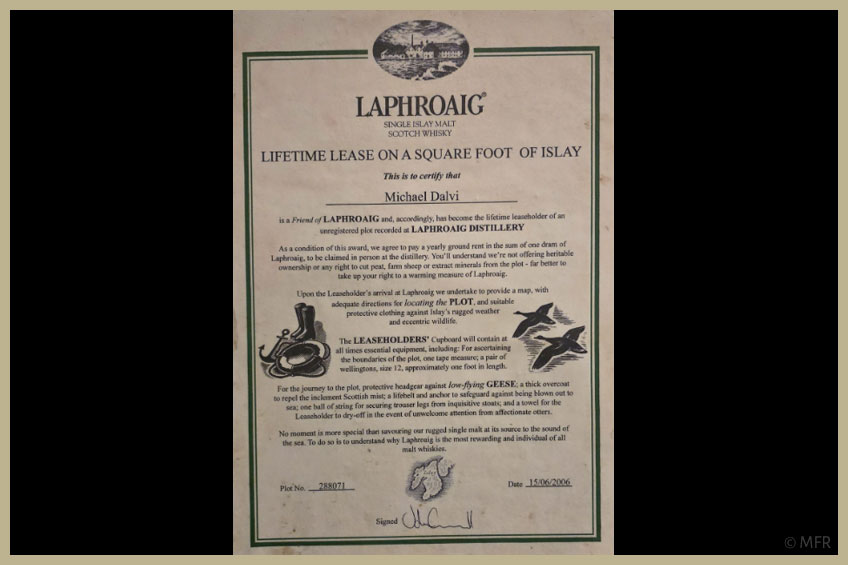 LAPHROAIG®
SINGLE ISLAY MALT
SCOTCH WHISKY
LIFETIME LEASE ON A SQUARE FOOT OF ISLAY
This is to certify that
Michael Dalvi
is a Friend of LAPHROAIG and, accordingly, has become the lifetime leaseholder of an
unregistered plot recorded at LAPHROAIG DISTILLERY
As a condition of this award, we agree to pay a yearly ground rent in the sum of one dram of
Laphroaig, to be claimed in person at the distillery. You'll understand we're not offering heritable
ownership or any right to cut peat, farm sheep or extract minerals from the plot - far better to
take up your right to a warming measure of Laphroaig.
Upon the Leaseholder's arrival at Laphroaig we undertake to provide a map, with
adequate directions for locating the PLOT, and suitable
protective clothing against Islay's rugged weather
and eccentric wildlife.
The LEASEHOLDERS' Cupboard will contain at
all times essential equipment, including: For ascertaining
the boundaries of the plot, one tape measure; a pair of
wellingtons, size 12, approximately one foot in length.
For the journey to the plot, protective headgear against low-flying GEESE; a thick overcoat
to repel the inclement Scottish mist; a lifebelt and anchor to safeguard against being blown out to
sea; one ball of string for securing trouser legs from inquisitive stoats; and a towel for the
Leaseholder to dry-off in the event of unwelcome attention from affectionate otters.
No moment is more special than savouring our rugged single malt at its source to the sound of
the sea. To do so is to understand why Laphroaig is the most rewarding and individual of all
malt whiskies.
Plot No. 288071
Date 15/06/2006
Signed
© MFR